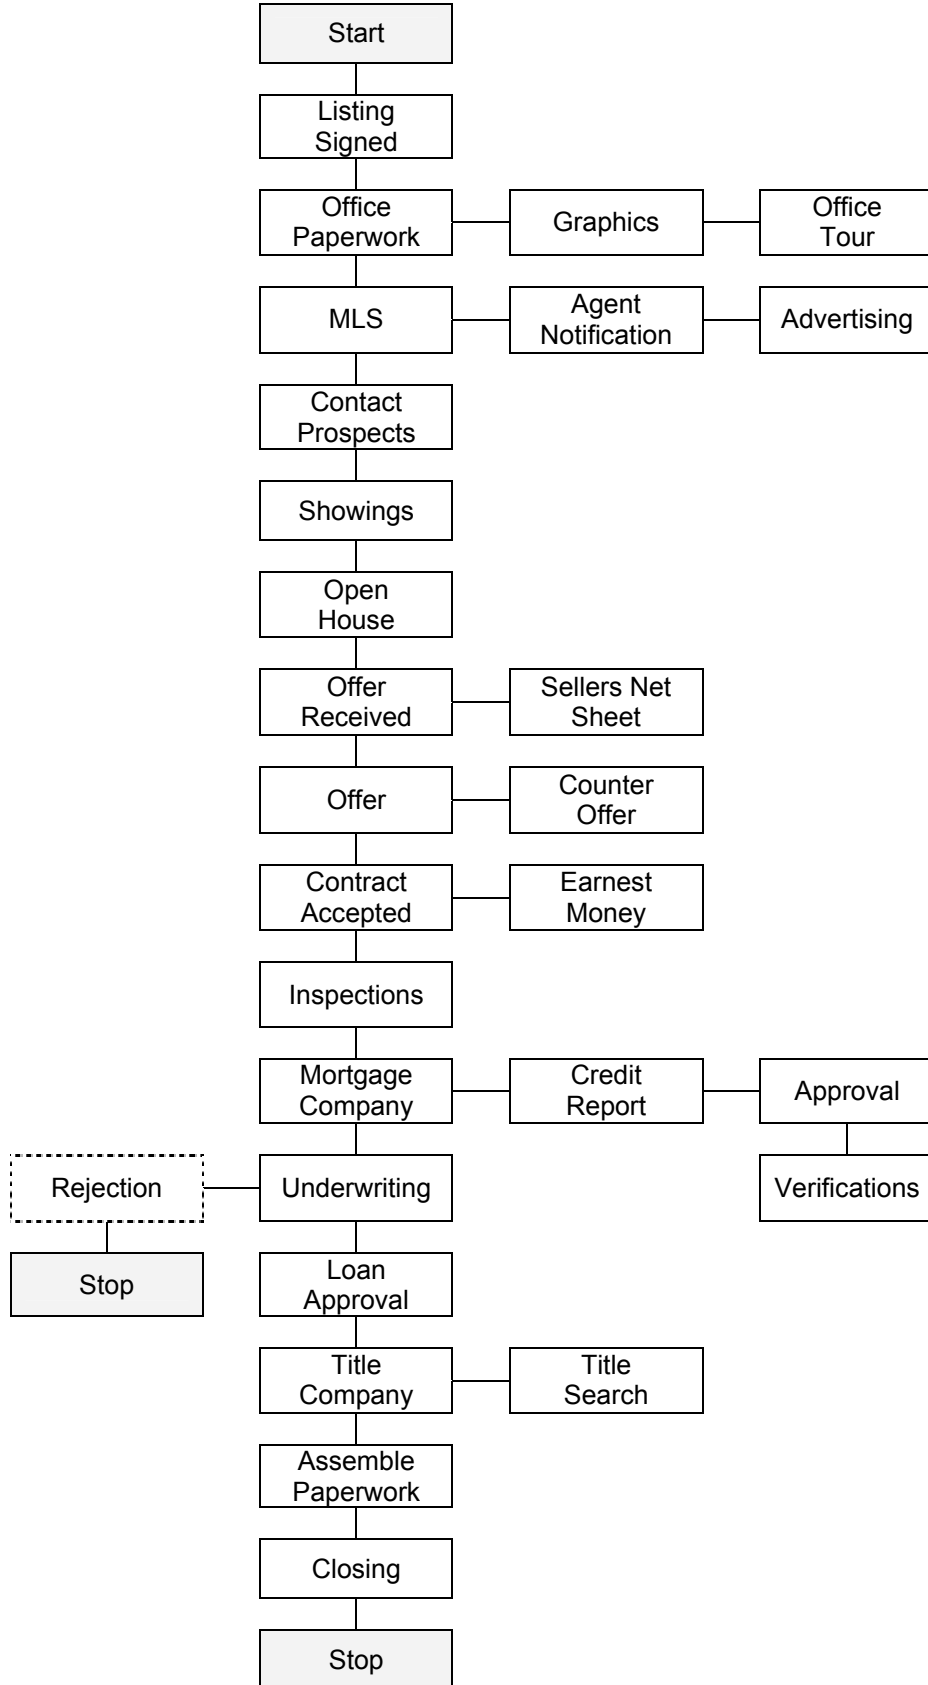 Start
Listing
Signed
Office
Paperwork
Graphics
Office
Tour
MLS
Agent
Notification
Advertising
Contact
Prospects
Showings
Open
House
Offer
Received
Sellers Net
Sheet
Offer
Counter
Offer
Contract
Accepted
Earnest
Money
Inspections
Mortgage
Company
Credit
Report
Approval
Rejection
Underwriting
Verifications
Stop
Loan
Approval
Title
Company
Title
Search
Assemble
Paperwork
Closing
Stop